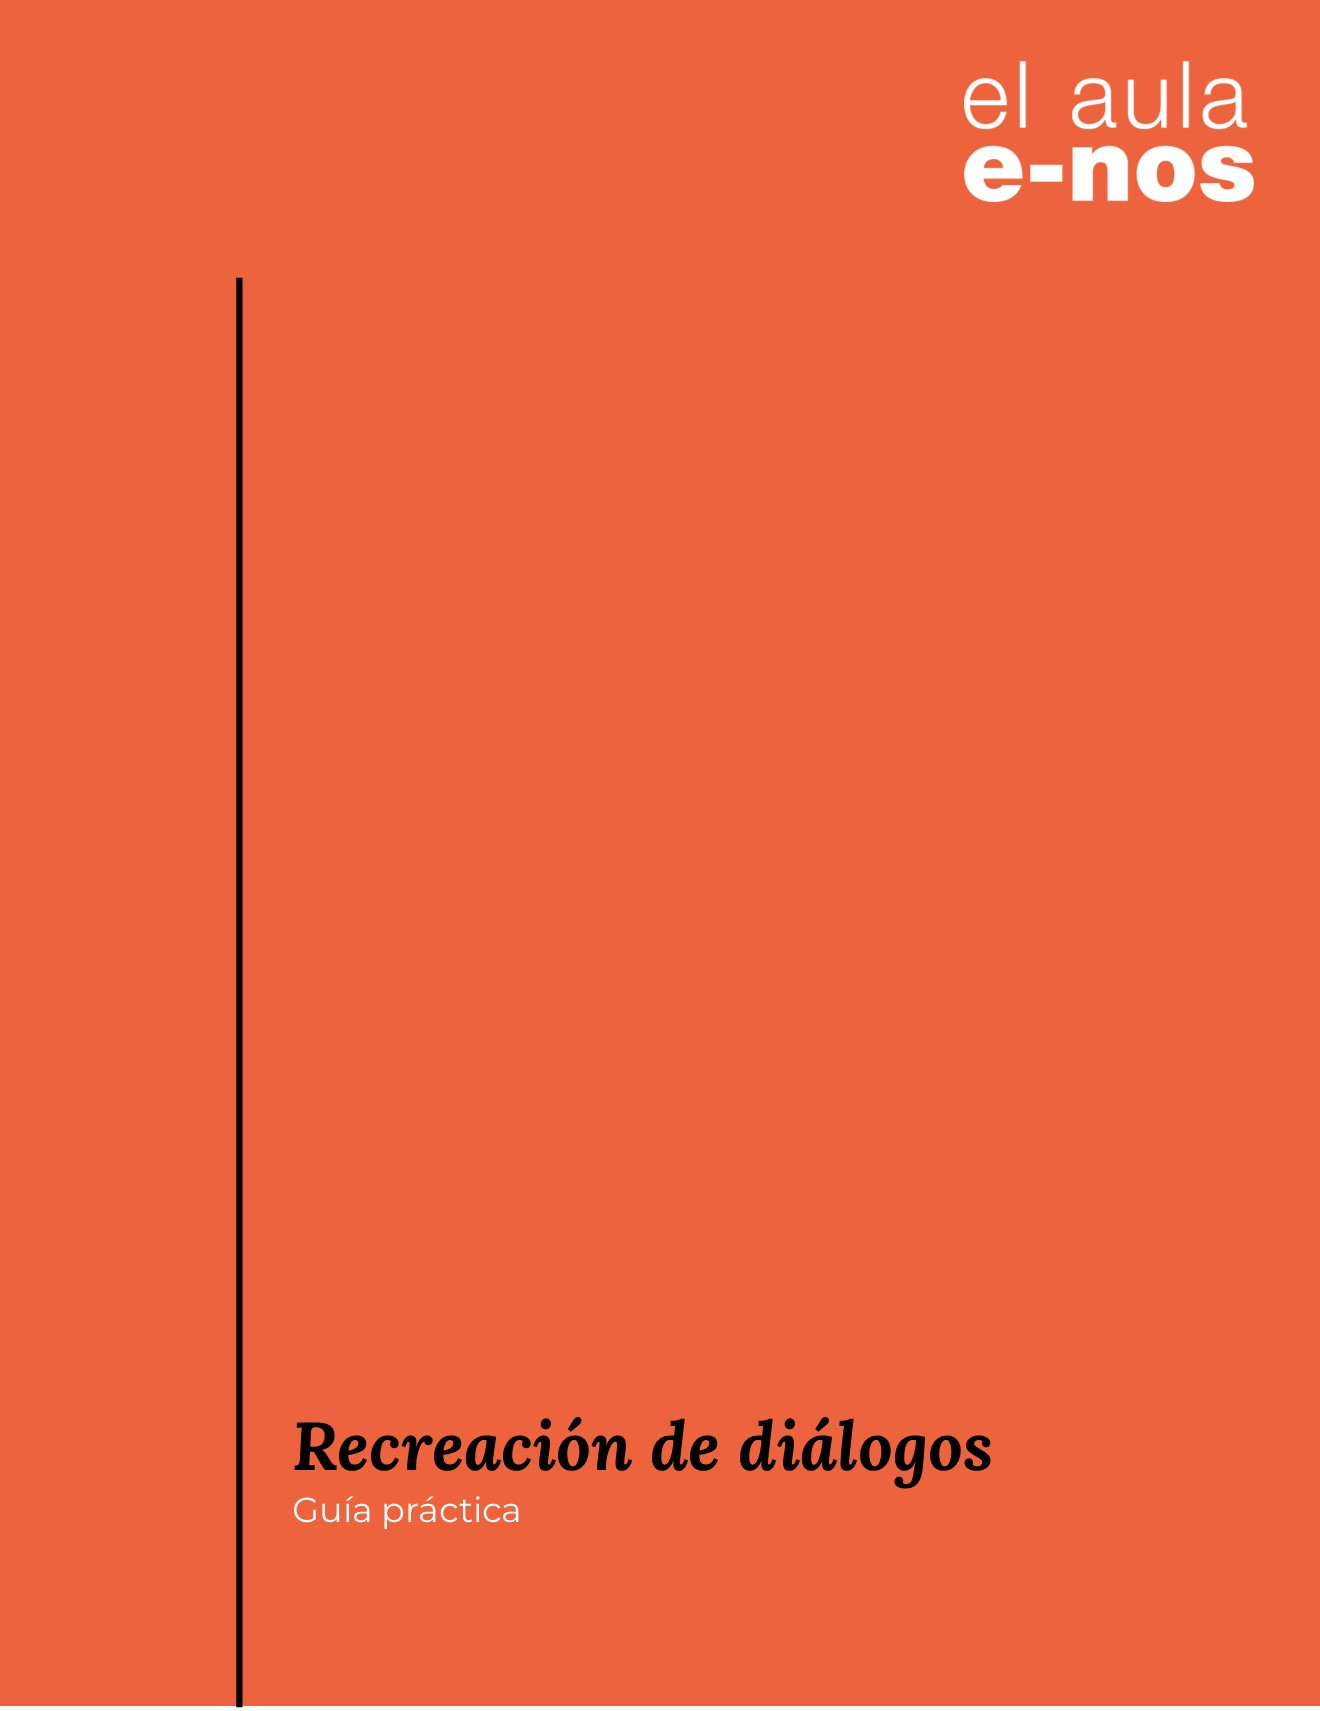 el aula
e-nos
Recreación de diálogos
Guía práctica